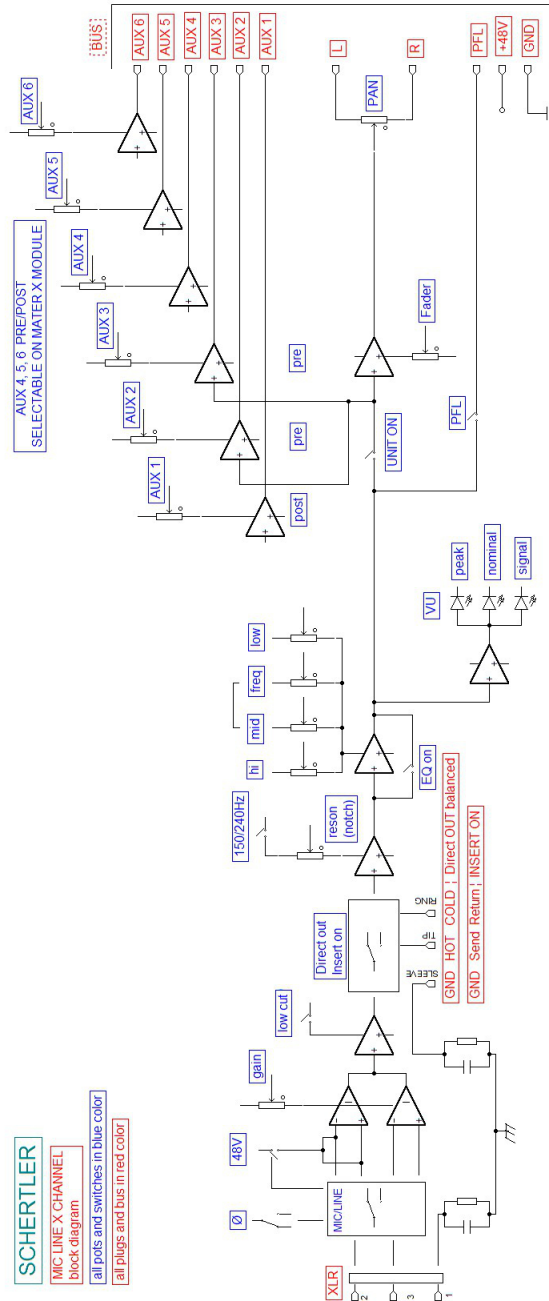 SCHERTLER
MIC LINE X CHANNEL
block diagram
all pots and switches in blue color
all plugs and bus in red color
AUX 4, 5, 6 PRE/POST
SELECTABLE ON MATER X MODULE
BUS
AUX 6
AUX 5
AUX 4
AUX 3
AUX 2
AUX 1
AUX 6
AUX 5
AUX 4
AUX 3
AUX 2
AUX 1
post
pre
pre
L
R
PAN
PFL
+48V
GND
Fader
UNIT ON
PFL
hi
mid
freq
low
EQ on
150/240Hz
reson
(notch)
VU
peak
nominal
signal
low cut
Direct out
Insert on
gain
48V
Ø
MIC/LINE
XLR
2
3
1
SLEEVE
TIP
RING
GND HOT COLD ¦ Direct OUT balanced
GND Send Return ¦ INSERT ON